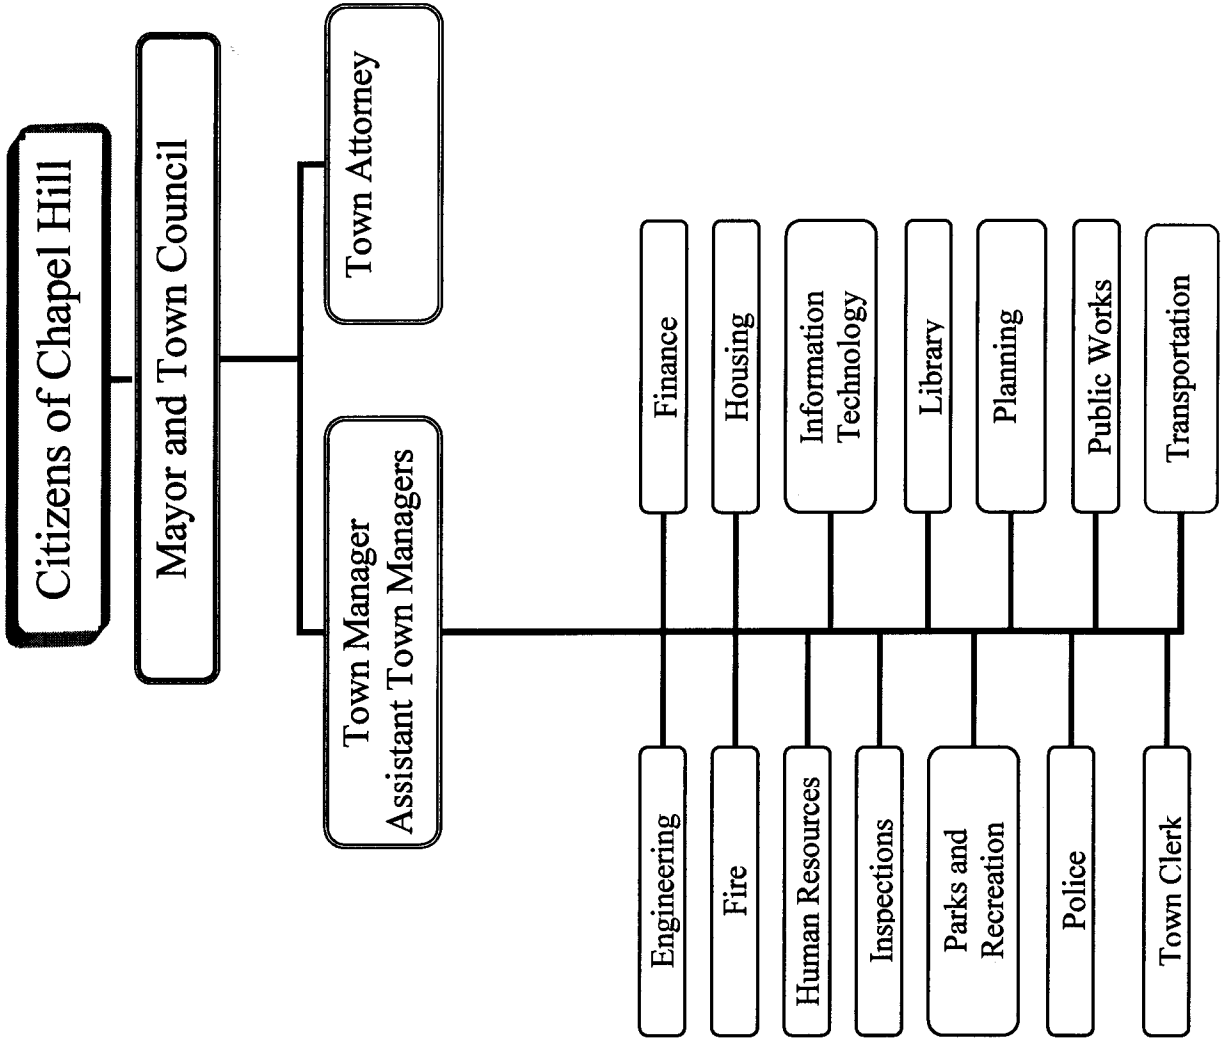 Citizens of Chapel Hill
Mayor and Town Council
Town Manager
Assistant Town Managers
Town Attorney
Engineering
Finance
Fire
Housing
Human Resources
Information
Technology
Inspections
Library
Parks and
Recreation
Planning
Police
Public Works
Town Clerk
Transportation